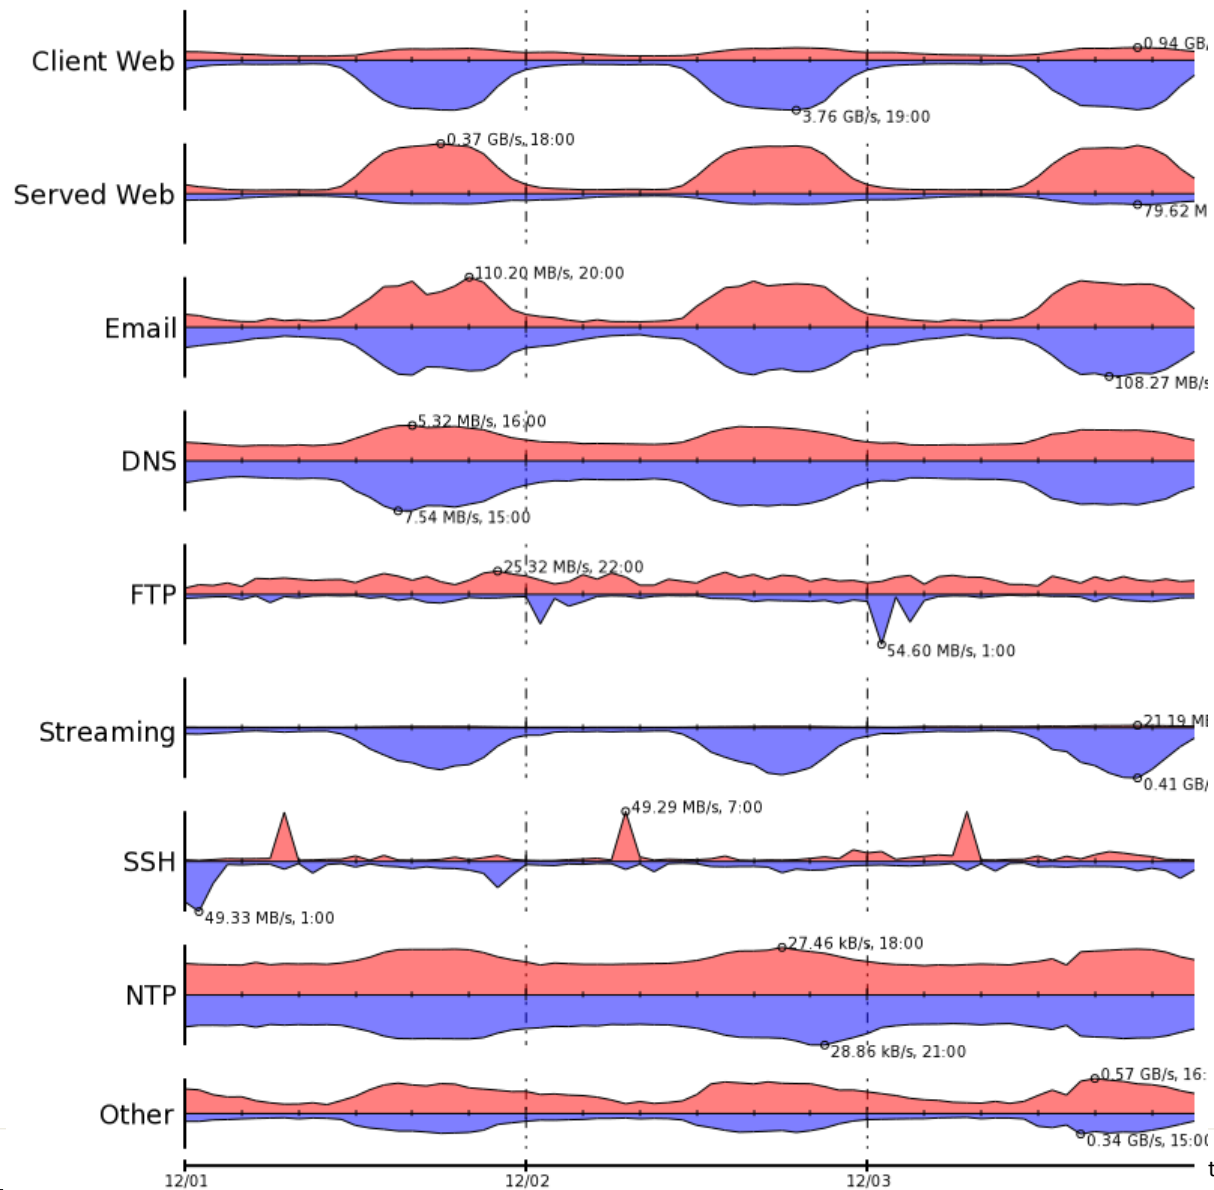 Client Web
0.94 GB/
3.76 GB/s, 19:00
0.37 GB/s, 18:00
Served Web
79.62 M
110.20 MB/s, 20:00
Email
108.27 MB/s
5.32 MB/s, 16:00
DNS
7.54 MB/s, 15:00
25.32 MB/s, 22:00
FTP
54.60 MB/s, 1:00
21.19 MB
Streaming
0.41 GB/
49.29 MB/s, 7:00
SSH
49.33 MB/s, 1:00
27.46 kB/s, 18:00
NTP
28.86 kB/s, 21:00
0.57 GB/s, 16:
Other
0.34 GB/s, 15:00
t
12/01 12/02 12/03